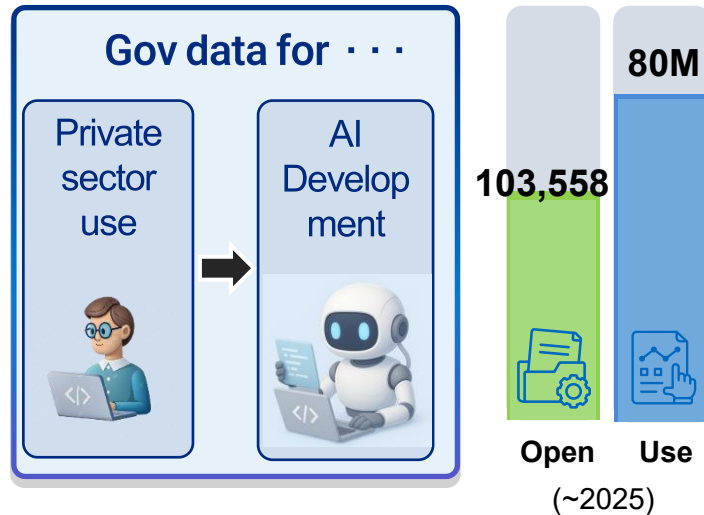 Gov data for · · ·
Private
sector
use
AI
Develop
ment
</>
</>
103,558
80M
Open
Use
(~2025)